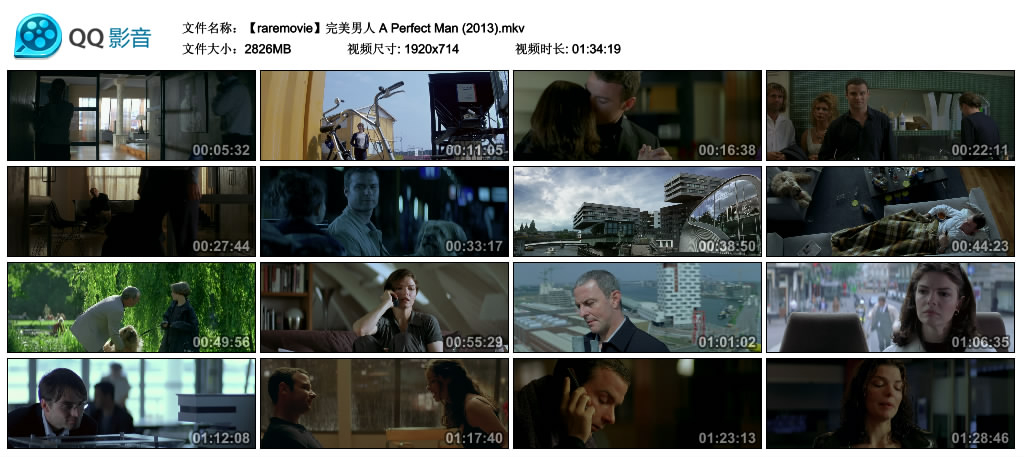 QQ 影音
文件名称: 【raremovie】完美男人 A Perfect Man (2013).mkv
文件大小: 2826MB 视频尺寸: 1920x714 视频时长: 01:34:19
00:05:32 00:11:05 00:16:38 00:22:11
00:27:44 00:33:17 00:38:50 00:44:23
00:49:56 00:55:29 01:01:02 01:06:35
01:12:08 01:17:40 01:23:13 01:28:46